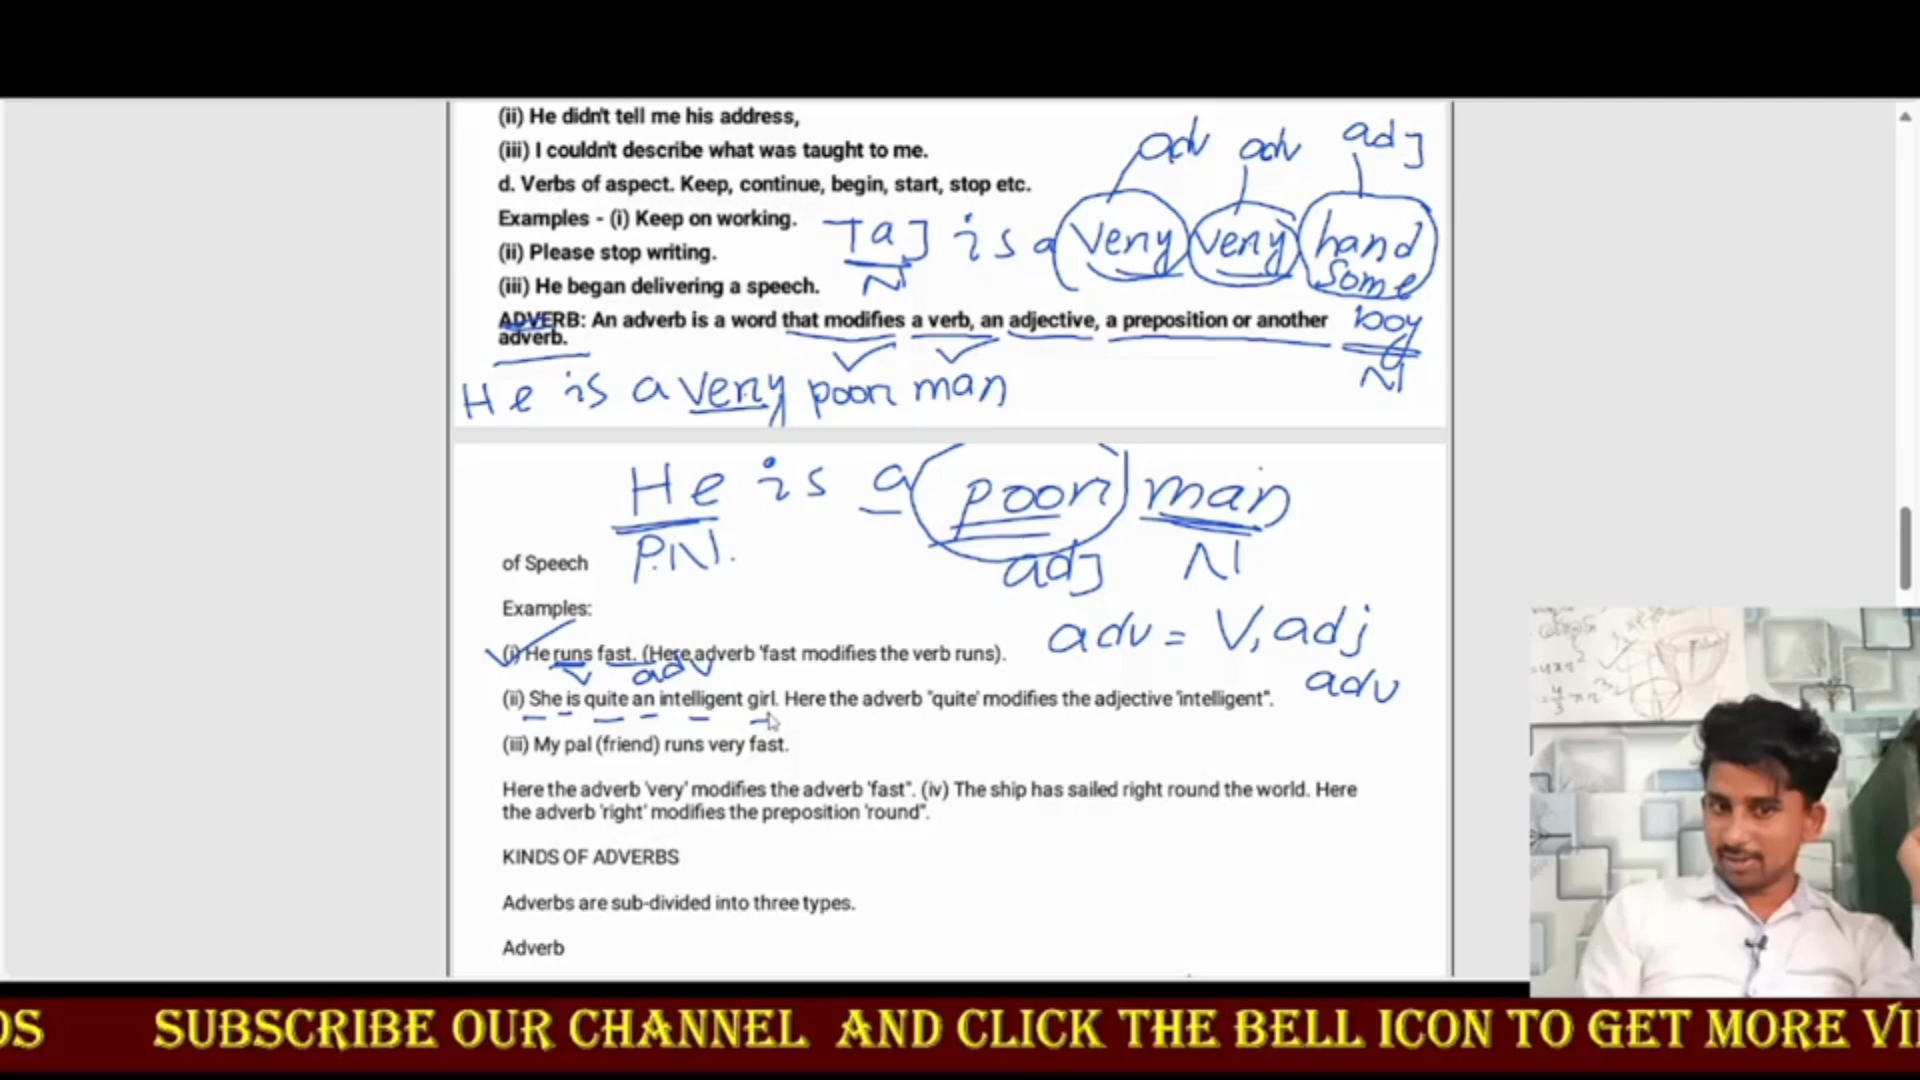 (ii) He didn't tell me his address,
(iii) I couldn't describe what was taught to me.
adv adv adj
d. Verbs of aspect. Keep, continue, begin, start, stop etc.
Examples - (i) Keep on working.
Taj is a very very hand
some
boy
N
N
(ii) Please stop writing.
(iii) He began delivering a speech.
ADVERB: An adverb is a word that modifies a verb, an adjective, a preposition or another
adverb.
He is a very poor man
He is a poor man
P.N. adj N
of Speech
Examples:
adv = V, adj
adv
(i) He runs fast. (Here adverb 'fast modifies the verb runs).
V adv
(ii) She is quite an intelligent girl. Here the adverb "quite' modifies the adjective 'intelligent".
(iii) My pal (friend) runs very fast.
Here the adverb 'very' modifies the adverb 'fast". (iv) The ship has sailed right round the world. Here
the adverb 'right' modifies the preposition 'round".
KINDS OF ADVERBS
Adverbs are sub-divided into three types.
Adverb
OS SUBSCRIBE OUR CHANNEL AND CLICK THE BELL ICON TO GET MORE VI